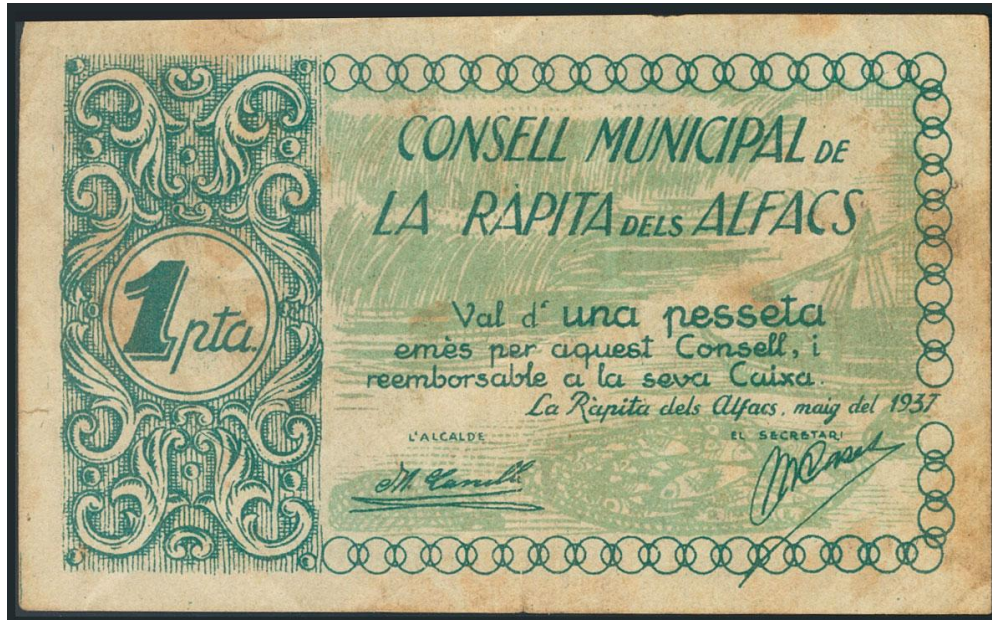 CONSELL MUNICIPAL DE
LA RÀPITA DELS ALFACS
1 pta.
Val d' una pesseta
emès per aquest Consell, i
reemborsable a la seva Caixa.
La Ràpita dels Alfacs, maig del 1937
L'ALCALDE
EL SECRETARI